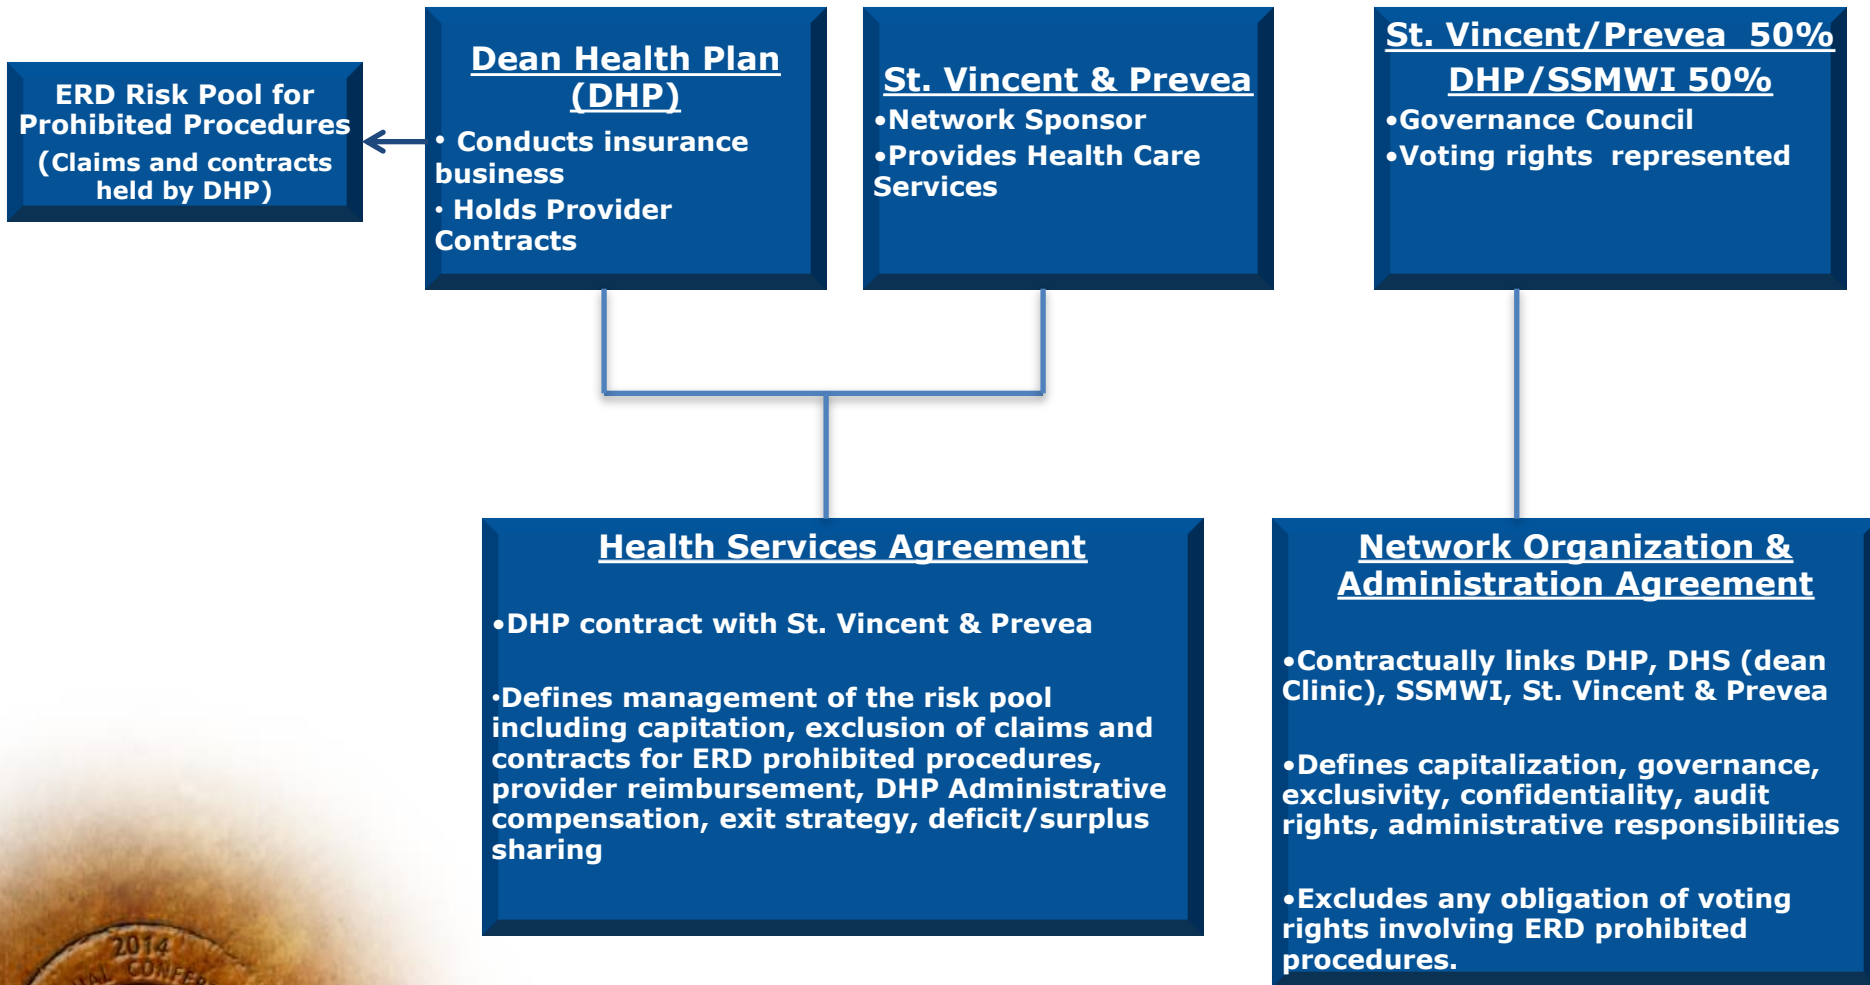 ERD Risk Pool for
Prohibited Procedures
(Claims and contracts
held by DHP)
Dean Health Plan
(DHP)
• Conducts insurance
business
• Holds Provider
Contracts
St. Vincent & Prevea
•Network Sponsor
•Provides Health Care
Services
St. Vincent/Prevea 50%
DHP/SSMWI 50%
•Governance Council
•Voting rights represented
Health Services Agreement
•DHP contract with St. Vincent & Prevea
•Defines management of the risk pool
including capitation, exclusion of claims and
contracts for ERD prohibited procedures,
provider reimbursement, DHP Administrative
compensation, exit strategy, deficit/surplus
sharing
Network Organization &
Administration Agreement
•Contractually links DHP, DHS (dean
Clinic), SSMWI, St. Vincent & Prevea
•Defines capitalization, governance,
exclusivity, confidentiality, audit
rights, administrative responsibilities
•Excludes any obligation of voting
rights involving ERD prohibited
procedures.
2014